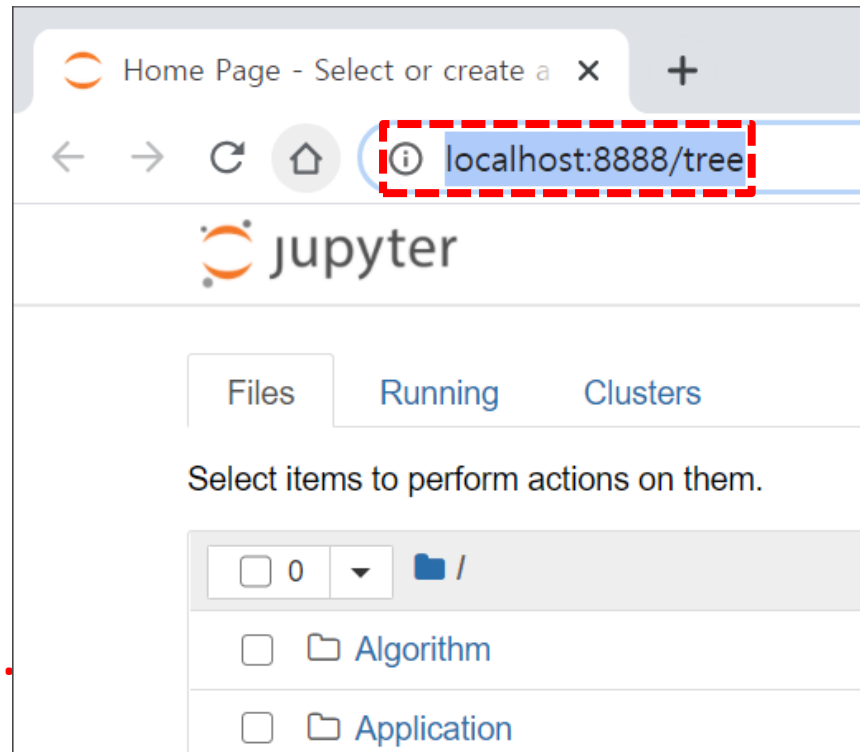 Home Page - Select or create a
localhost:8888/tree
jupyter
Files Running Clusters
Select items to perform actions on them.
0 /
Algorithm
Application